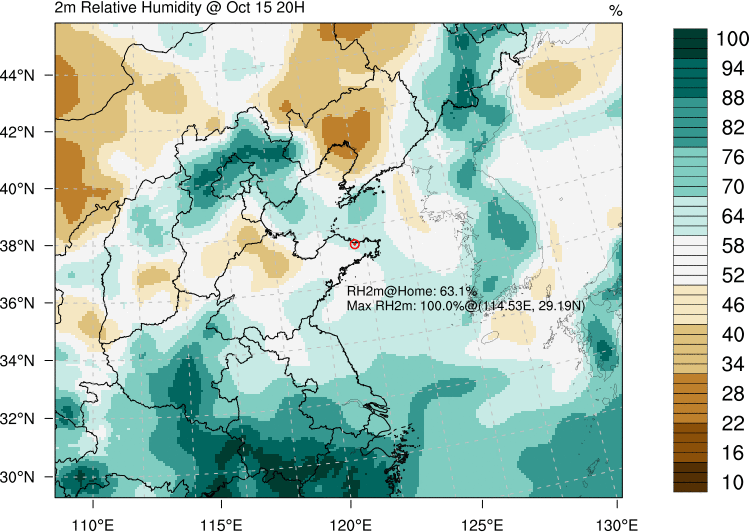 2m Relative Humidity @ Oct 15 20H
%
44°N
42°N
40°N
38°N
36°N
34°N
32°N
30°N
110°E
115°E
120°E
125°E
130°E
RH2m@Home: 63.1%
Max RH2m: 100.0%@(114.53E, 29.19N)
100
94
88
82
76
70
64
58
52
46
40
34
28
22
16
10